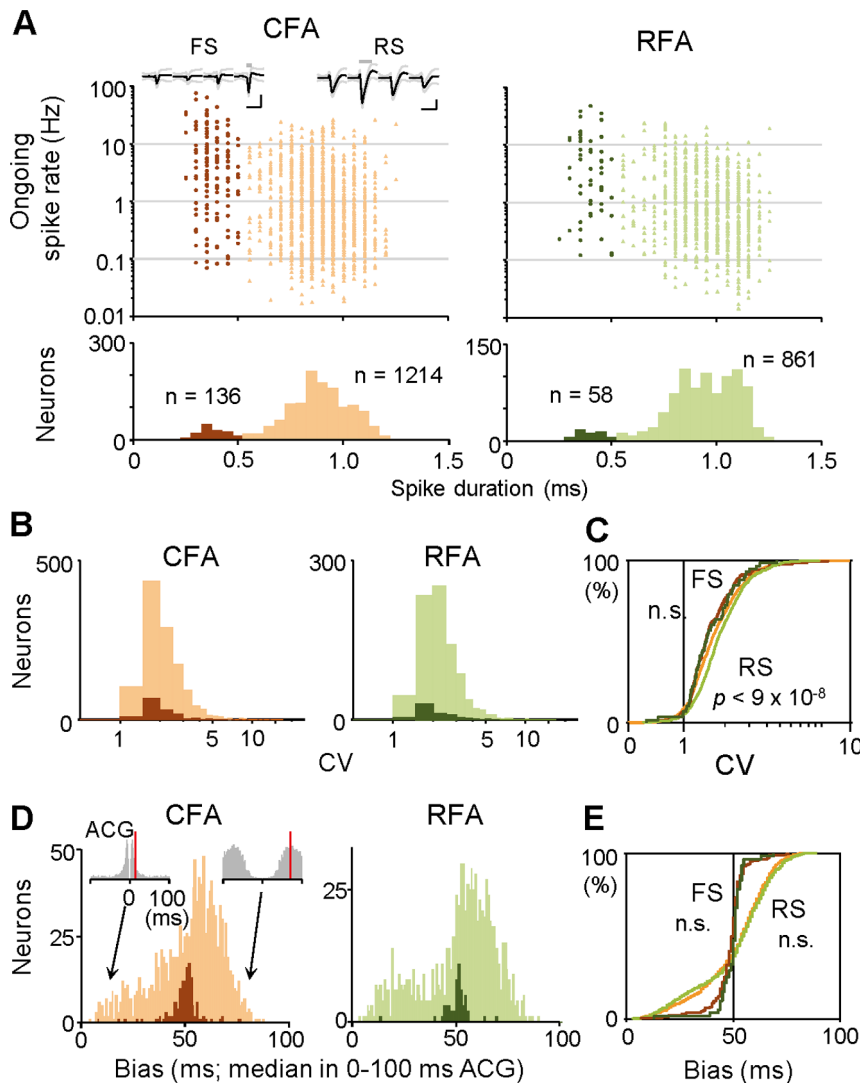 A
CFA
RFA
FS
RS
Ongoing
spike rate (Hz)
100
10
1
0.1
0.01
Neurons
300
0
n = 136
n = 1214
150
0
n = 58
n = 861
0 0.5 1.0 1.5
0 0.5 1.0 1.5
Spike duration (ms)
B
CFA
RFA
Neurons
500
0
300
0
1 5 10
1 5 10
CV
C
100
(%)
FS
n.s.
RS
p < 9 x 10-8
0
0 1 10
CV
D
CFA
RFA
ACG
0 100
(ms)
Neurons
50
25
0
25
0
0 50 100
0 50 100
Bias (ms; median in 0-100 ms ACG)
E
100
(%)
FS
n.s.
RS
n.s.
0
0 50 100
Bias (ms)